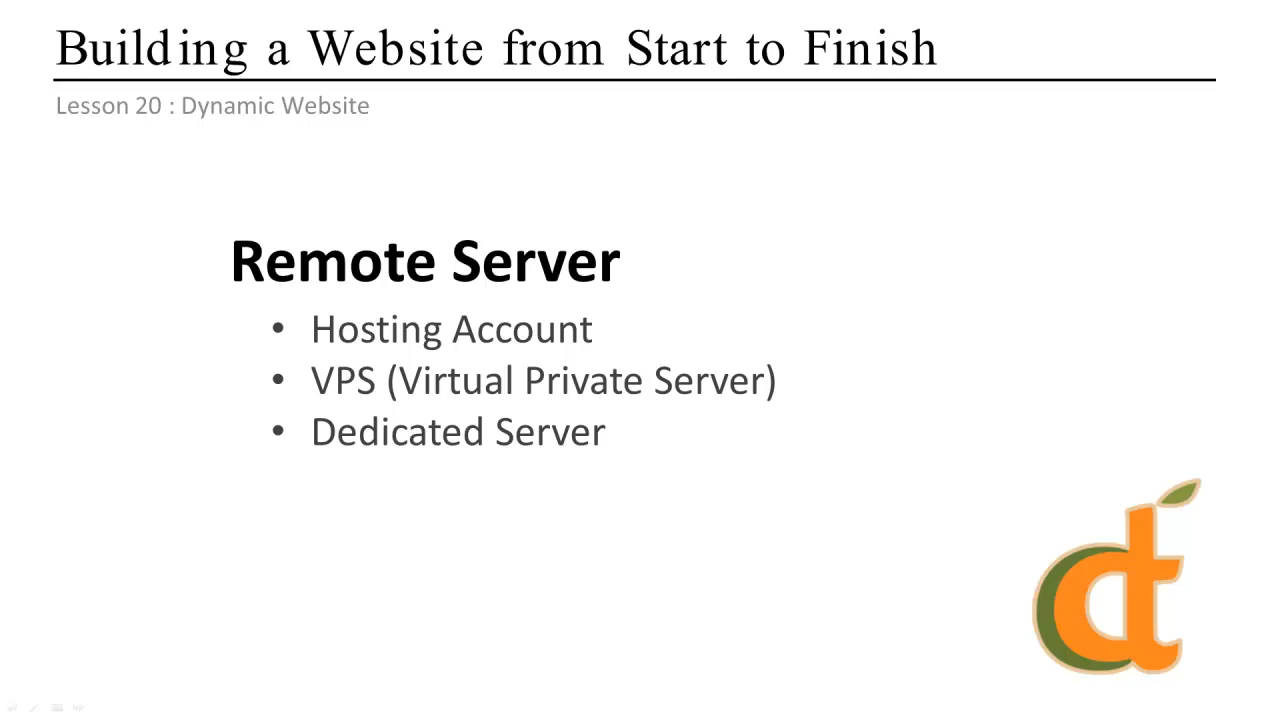 Building a Website from Start to Finish
Lesson 20 : Dynamic Website
Remote Server
• Hosting Account
• VPS (Virtual Private Server)
• Dedicated Server
dt